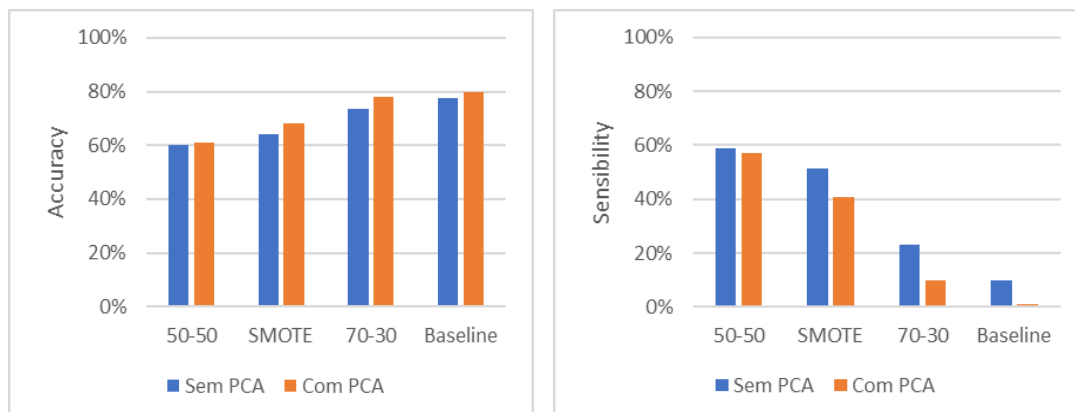 Accuracy
100%
80%
60%
40%
20%
0%
50-50 SMOTE 70-30 Baseline
Sem PCA Com PCA
Sensibility
100%
80%
60%
40%
20%
0%
50-50 SMOTE 70-30 Baseline
Sem PCA Com PCA